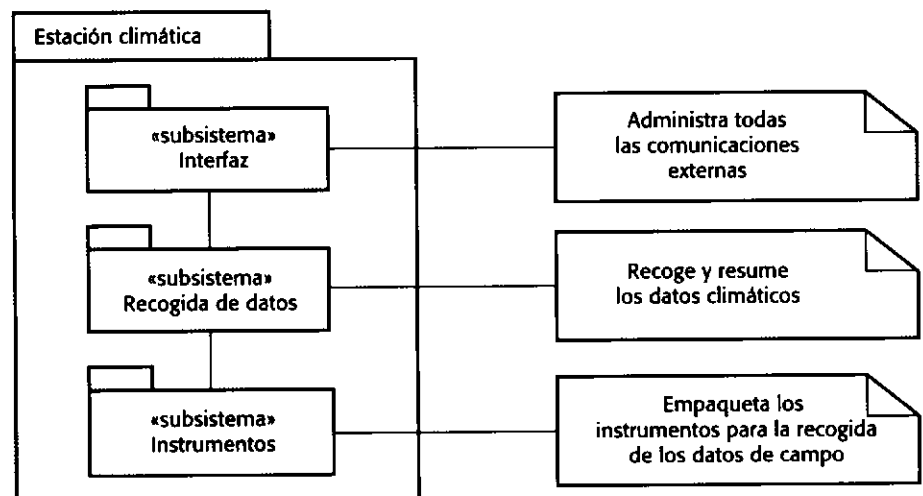 Estación climática
«subsistema»
Interfaz
Administra todas
las comunicaciones
externas
«subsistema»
Recogida de datos
Recoge y resume
los datos climáticos
«subsistema»
Instrumentos
Empaqueta los
instrumentos para la recogida
de los datos de campo